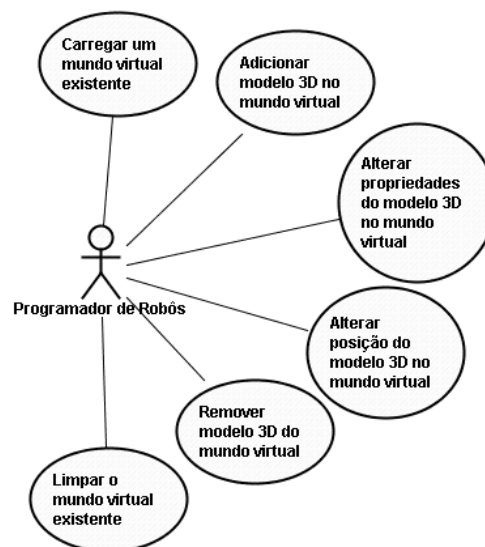 Carregar um
mundo virtual
existente
Adicionar
modelo 3D no
mundo virtual
Alterar
propriedades
do modelo 3D
no mundo
virtual
Programador de Robôs
Alterar
posição do
modelo 3D no
mundo virtual
Remover
modelo 3D do
mundo virtual
Limpar o
mundo virtual
existente